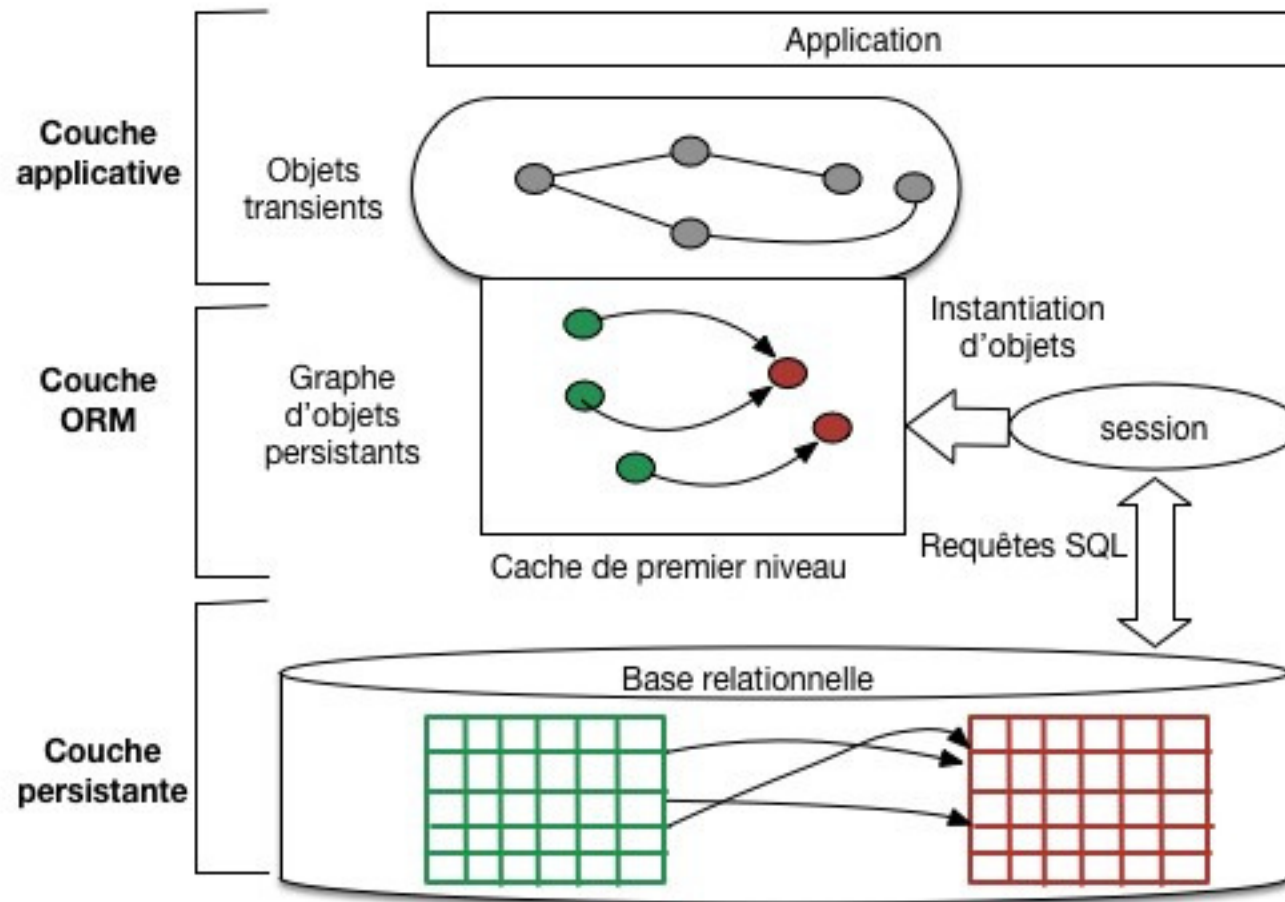 Application
Couche
applicative
Objets
transients
Couche
ORM
Graphe
d'objets
persistants
Instantiation
d'objets
session
Cache de premier niveau
Requêtes SQL
Couche
persistante
Base relationnelle